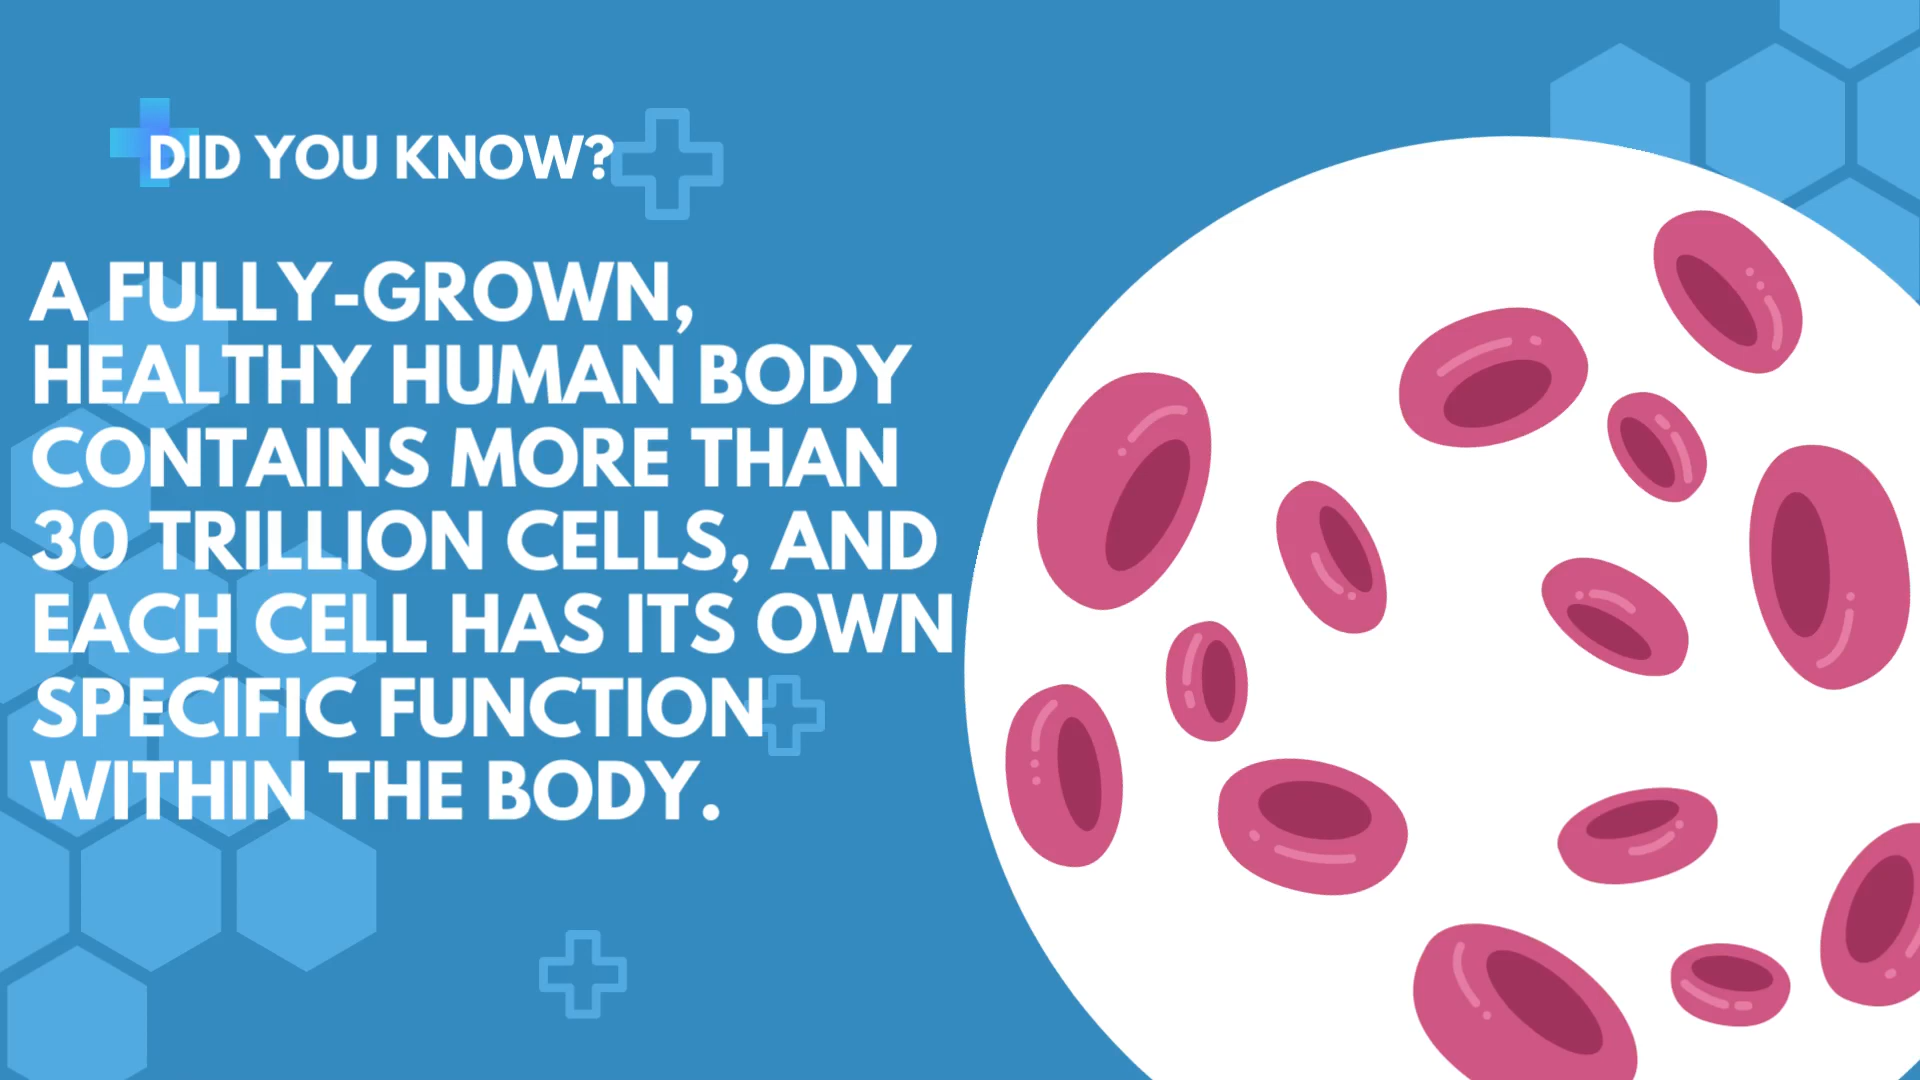 DID YOU KNOW?
A FULLY-GROWN,
HEALTHY HUMAN BODY
CONTAINS MORE THAN
30 TRILLION CELLS, AND
EACH CELL HAS ITS OWN
SPECIFIC FUNCTION
WITHIN THE BODY.